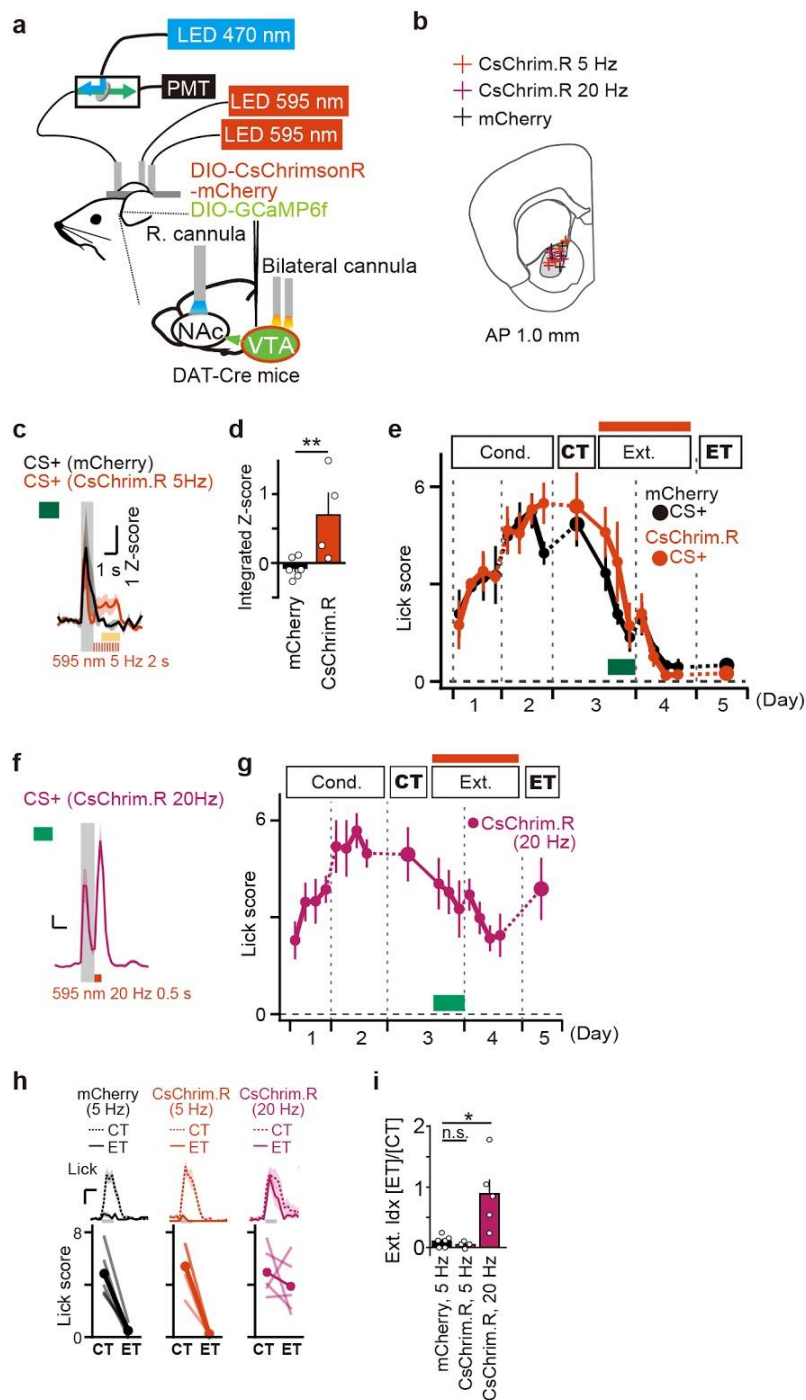 a
LED 470 nm
PMT
LED 595 nm
LED 595 nm
DIO-CsChrimsonR
-mCherry
DIO-GCaMP6f
R. cannula
Bilateral cannula
NAc
VTA
DAT-Cre mice
b
CsChrim.R 5 Hz
CsChrim.R 20 Hz
mCherry
AP 1.0 mm
c
CS+ (mCherry)
CS+ (CsChrim.R 5Hz)
1 s
1 Z-score
595 nm 5 Hz 2 s
d
**
Integrated Z-score
1
0
mCherry
CsChrim.R
e
Cond.
CT
Ext.
ET
6
mCherry
CS+
CsChrim.R
CS+
Lick score
0
1
2
3
4
5
(Day)
f
CS+ (CsChrim.R 20Hz)
595 nm 20 Hz 0.5 s
g
Cond.
CT
Ext.
ET
6
CsChrim.R
(20 Hz)
Lick score
0
1
2
3
4
5
(Day)
h
mCherry
(5 Hz)
CT
ET
CsChrim.R
(5 Hz)
CT
ET
CsChrim.R
(20 Hz)
CT
ET
Lick
8
Lick score
0
CT ET
CT ET
CT ET
i
*
n.s.
2
1
0
Ext. Idx [ET]/[CT]
mCherry, 5 Hz
CsChrim.R, 5 Hz
CsChrim.R, 20 Hz